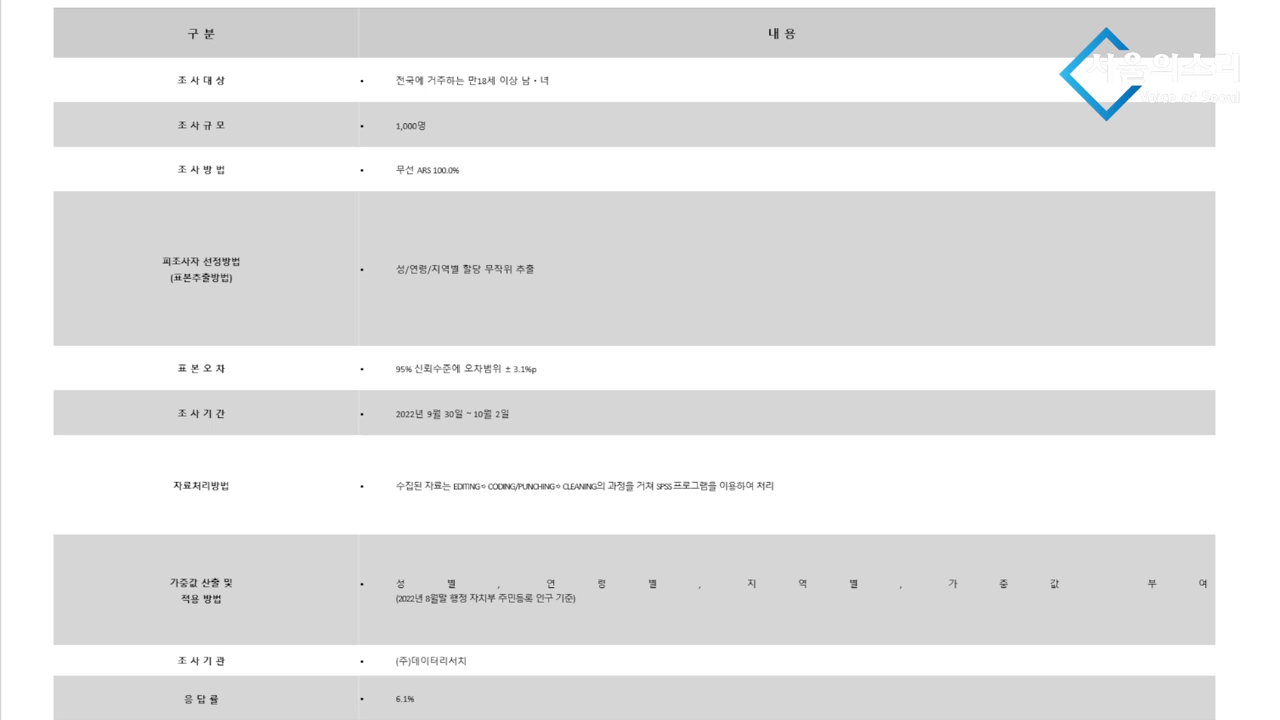 구 분 내 용
서울의소리
조 사 대 상 • 전국에 거주하는 만18세 이상 남・녀
Voice of Seoul
조 사 규 모 • 1,000명
조 사 방 법 • 무선 ARS 100.0%
피조사자 선정방법
(표본추출방법) • 성/연령/지역별 할당 무작위 추출
표 본 오 차 • 95% 신뢰수준에 오차범위 ± 3.1%p
조 사 기 간 • 2022년 9월 30일 ~ 10월 2일
자료처리방법 • 수집된 자료는 EDITING⇨ CODING/PUNCHING⇨ CLEANING의 과정을 거쳐 SPSS 프로그램을 이용하여 처리
가중값 산출 및 • 성 별 , 연 령 별 , 지 역 별 , 가 중 값 부 여
적용 방법 (2022년 8월말 행정 자치부 주민등록 인구 기준)
조 사 기 관 • (주)데이터리서치
응 답 률 • 6.1%